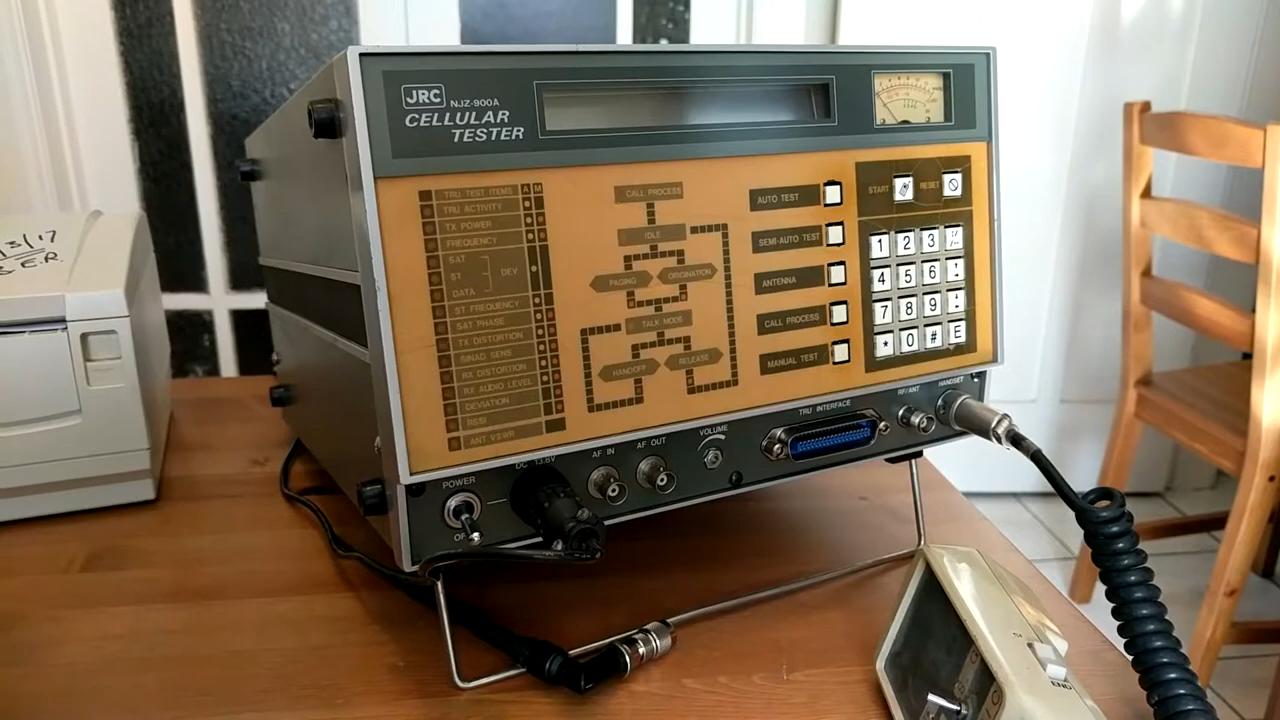 JRC NJZ-900A
CELLULAR
TESTER
TRU TEST ITEMS A M
TRU ACTIVITY
TX POWER
FREQUENCY
SAT
ST DEV
DATA
ST FREQUENCY
SAT PHASE
TX DISTORTION
SINAD SENS
RX DISTORTION
RX AUDIO LEVEL
DEVIATION
RSSI
ANT VSWR
CALL PROCESS
IDLE
PAGING ORIGINATION
TALK MODE
HANDOFF RELEASE
AUTO TEST
SEMI-AUTO TEST
ANTENNA
CALL PROCESS
MANUAL TEST
START RESET
1 2 3
4 5 6
7 8 9
* 0 # E
POWER
DC 13.8V
AF IN
AF OUT
VOLUME
TRU INTERFACE
RF/ANT
HANDSET
3/17
E.R.
END